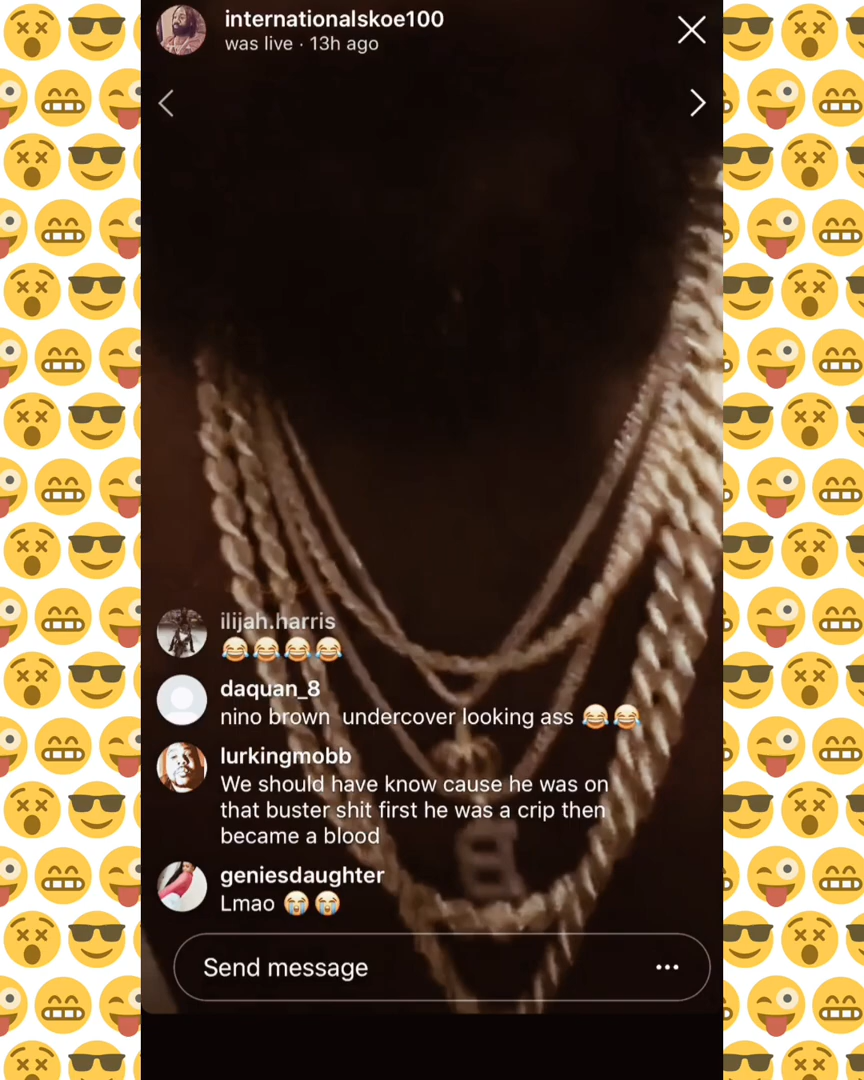 internationalskoe100
was live · 13h ago
ilijah.harris
😂😂😂😂
daquan_8
nino brown  undercover looking ass 😂😂
lurkingmobb
We should have know cause he was on
that buster shit first he was a crip then
became a blood
geniesdaughter
Lmao 😭😭
Send message